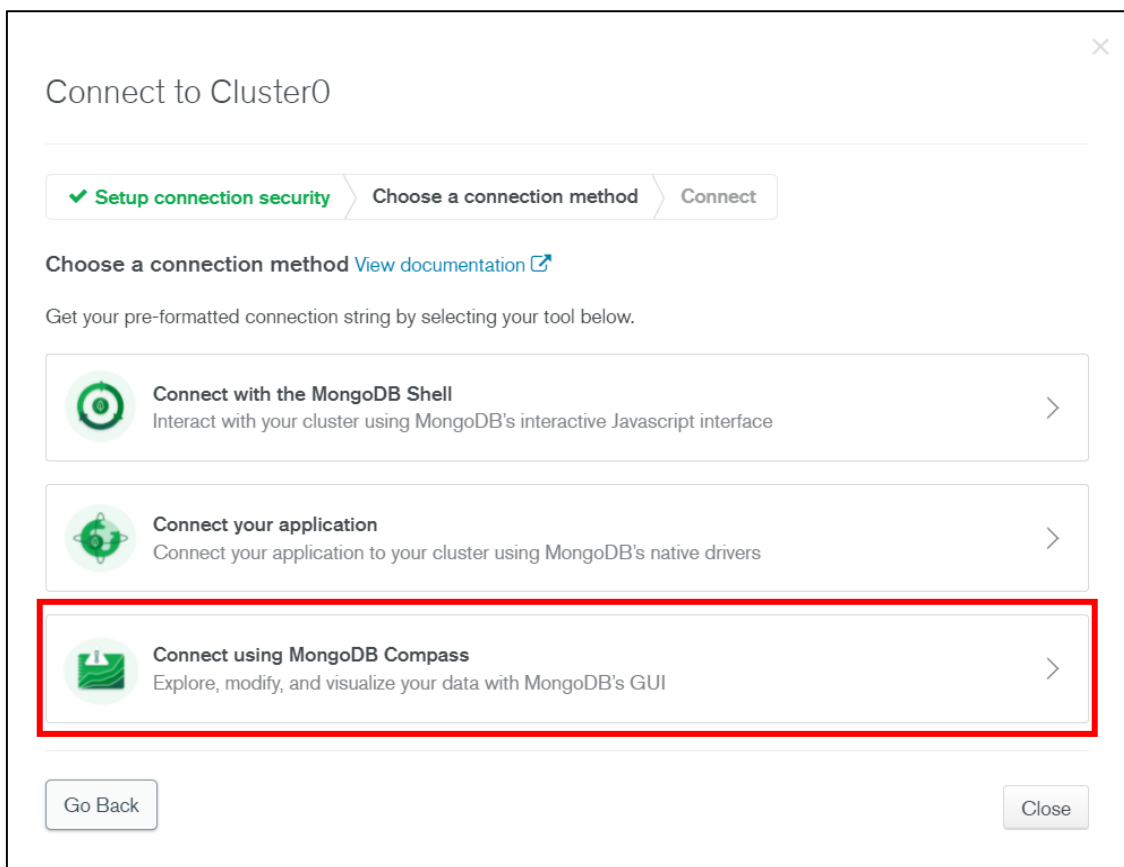 Connect to Cluster0
✔ Setup connection security
Choose a connection method
Connect
Choose a connection method View documentation
Get your pre-formatted connection string by selecting your tool below.
Connect with the MongoDB Shell
Interact with your cluster using MongoDB's interactive Javascript interface
Connect your application
Connect your application to your cluster using MongoDB's native drivers
Connect using MongoDB Compass
Explore, modify, and visualize your data with MongoDB's GUI
Go Back
Close